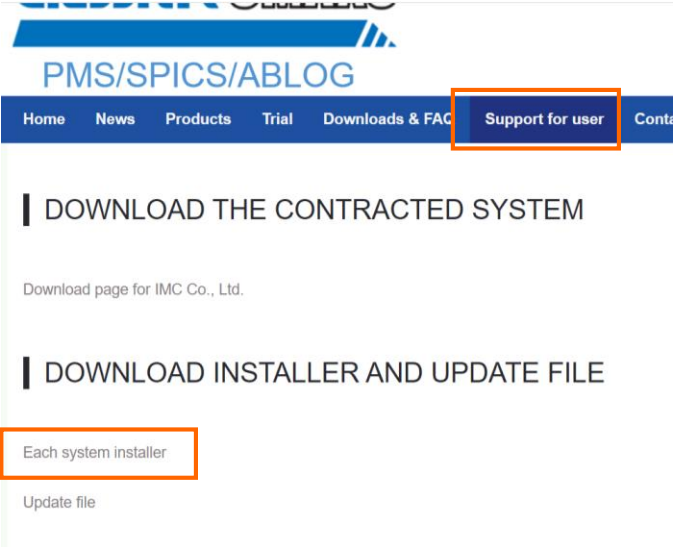 PMS/SPICS/ABLOG
Home News Products Trial Downloads & FAQ Support for user
DOWNLOAD THE CONTRACTED SYSTEM
Download page for IMC Co., Ltd.
DOWNLOAD INSTALLER AND UPDATE FILE
Each system installer
Update file